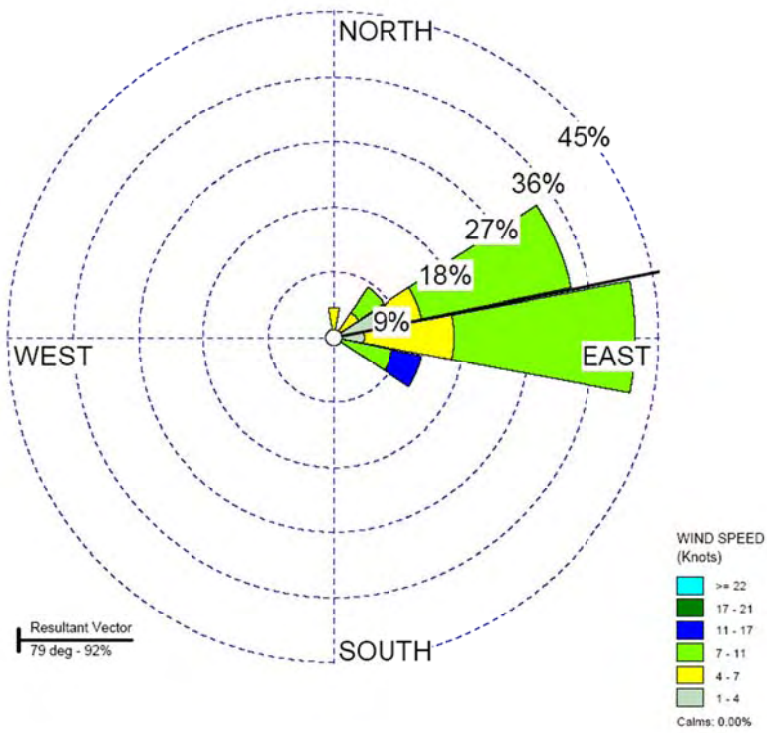 NORTH
45%
36%
27%
18%
9%
WEST
EAST
SOUTH
Resultant Vector
79 deg - 92%
WIND SPEED
(Knots)
>= 22
17 - 21
11 - 17
7 - 11
4 - 7
1 - 4
Calms: 0.00%